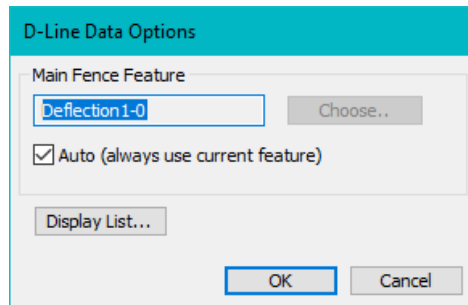 D-Line Data Options
Main Fence Feature
Deflection1-0
Choose..
Auto (always use current feature)
Display List...
OK Cancel